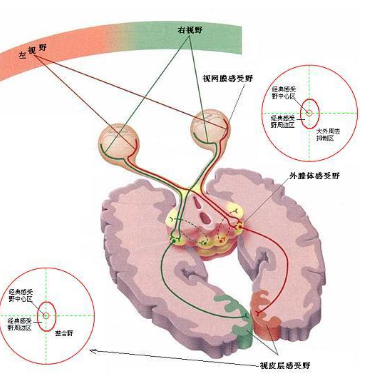 右视野
左视野
视网膜感受野
经典感受
野中心区
经典感受
野周边区
大外周去
抑制区
外膝体感受野
经典感受
野中心区
经典感受
野周边区
整合野
视皮层感受野